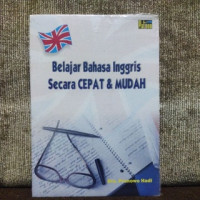 Belajar Bahasa Inggris
Secara CEPAT & MUDAH